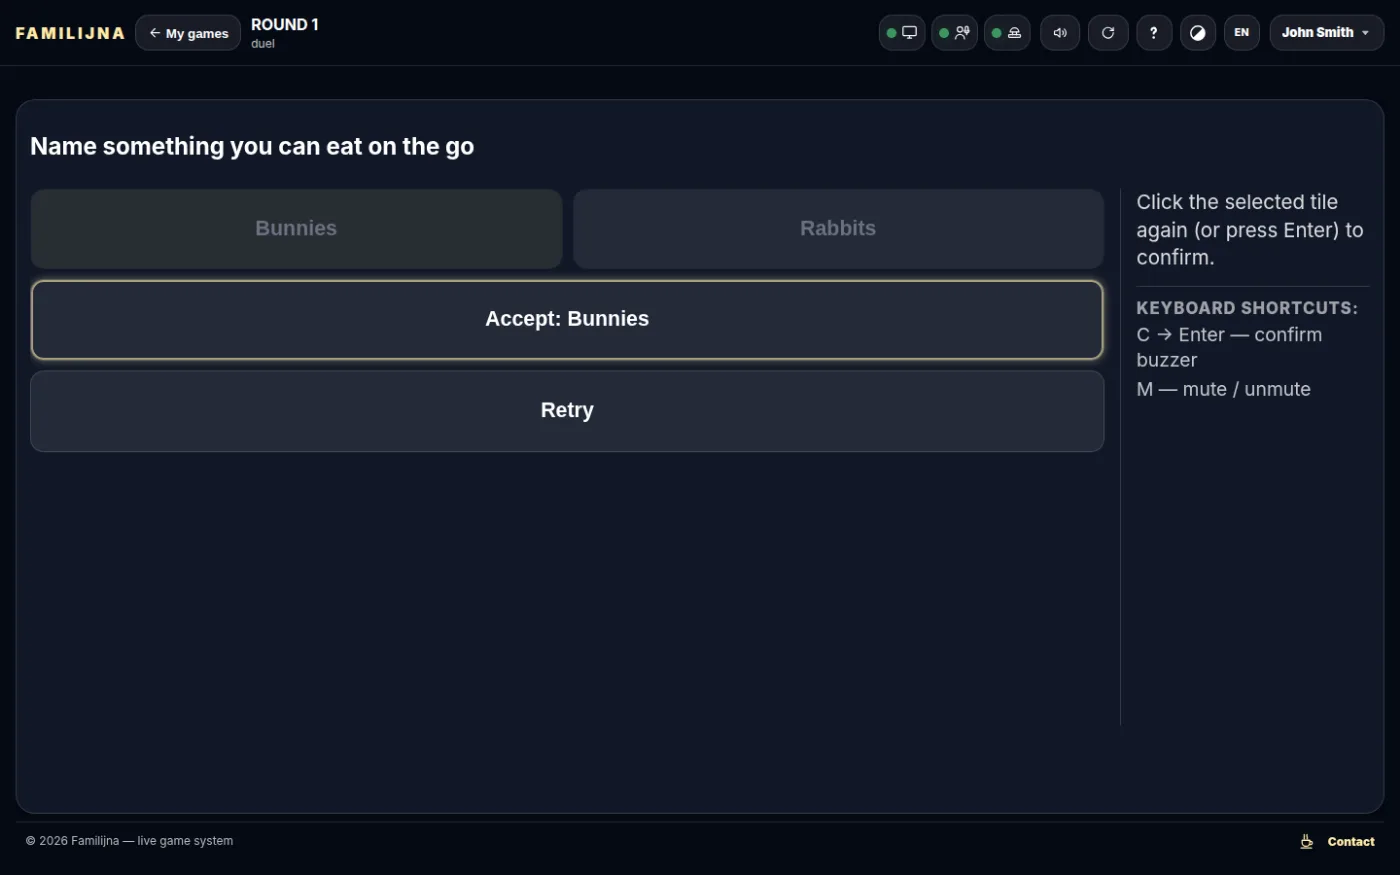 FAMILIJNA
← My games
ROUND 1
duel
?
EN
John Smith
Name something you can eat on the go
Bunnies
Rabbits
Accept: Bunnies
Retry
Click the selected tile
again (or press Enter) to
confirm.
KEYBOARD SHORTCUTS:
C → Enter — confirm
buzzer
M — mute / unmute
© 2026 Familijna — live game system
Contact